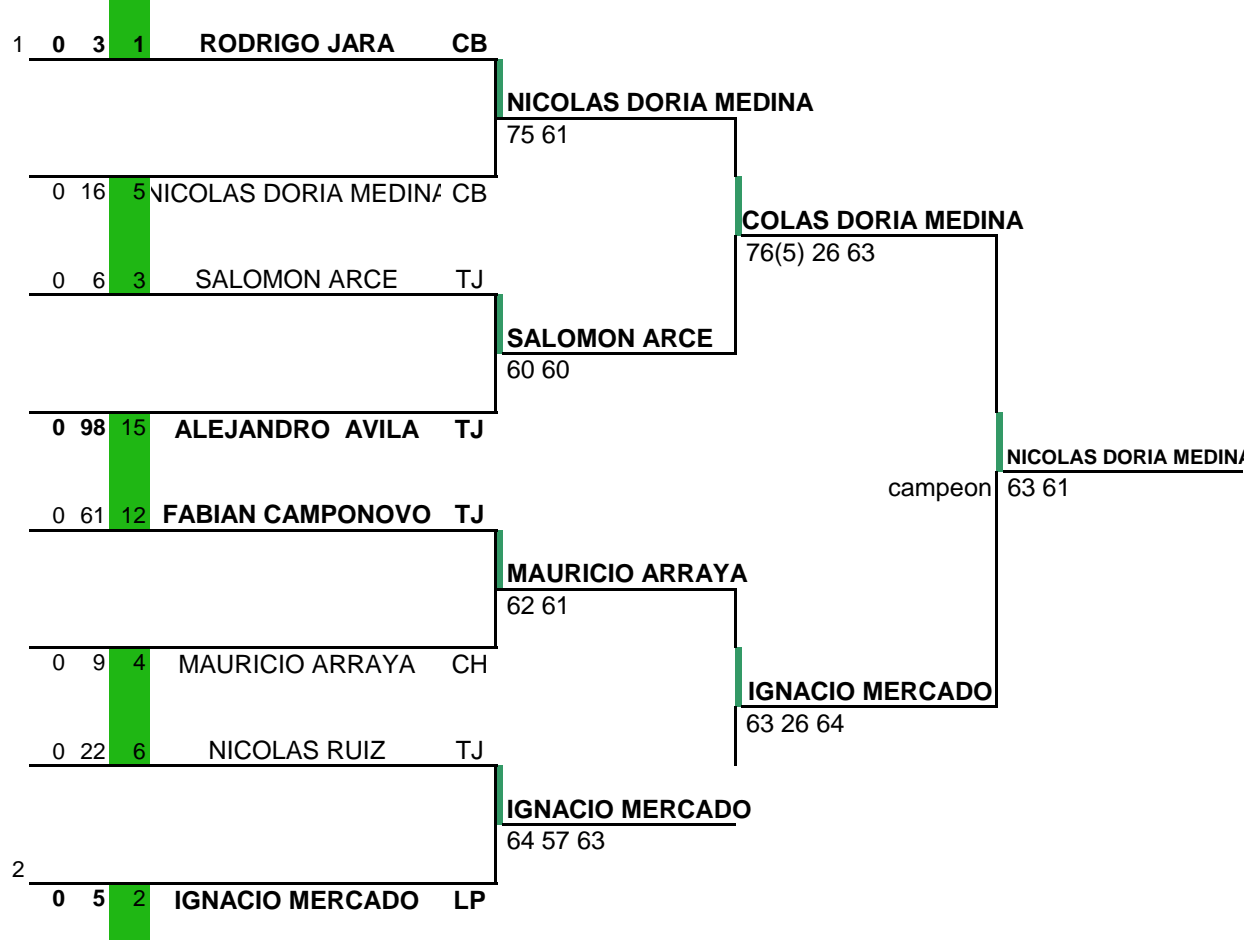 1 0 3 1 RODRIGO JARA CB
NICOLAS DORIA MEDINA
75 61
0 16 5 NICOLAS DORIA MEDINA CB
COLAS DORIA MEDINA
76(5) 26 63
0 6 3 SALOMON ARCE TJ
SALOMON ARCE
60 60
0 98 15 ALEJANDRO AVILA TJ
NICOLAS DORIA MEDINA
campeon 63 61
0 61 12 FABIAN CAMPONOVO TJ
MAURICIO ARRAYA
62 61
0 9 4 MAURICIO ARRAYA CH
IGNACIO MERCADO
63 26 64
0 22 6 NICOLAS RUIZ TJ
IGNACIO MERCADO
64 57 63
2
0 5 2 IGNACIO MERCADO LP